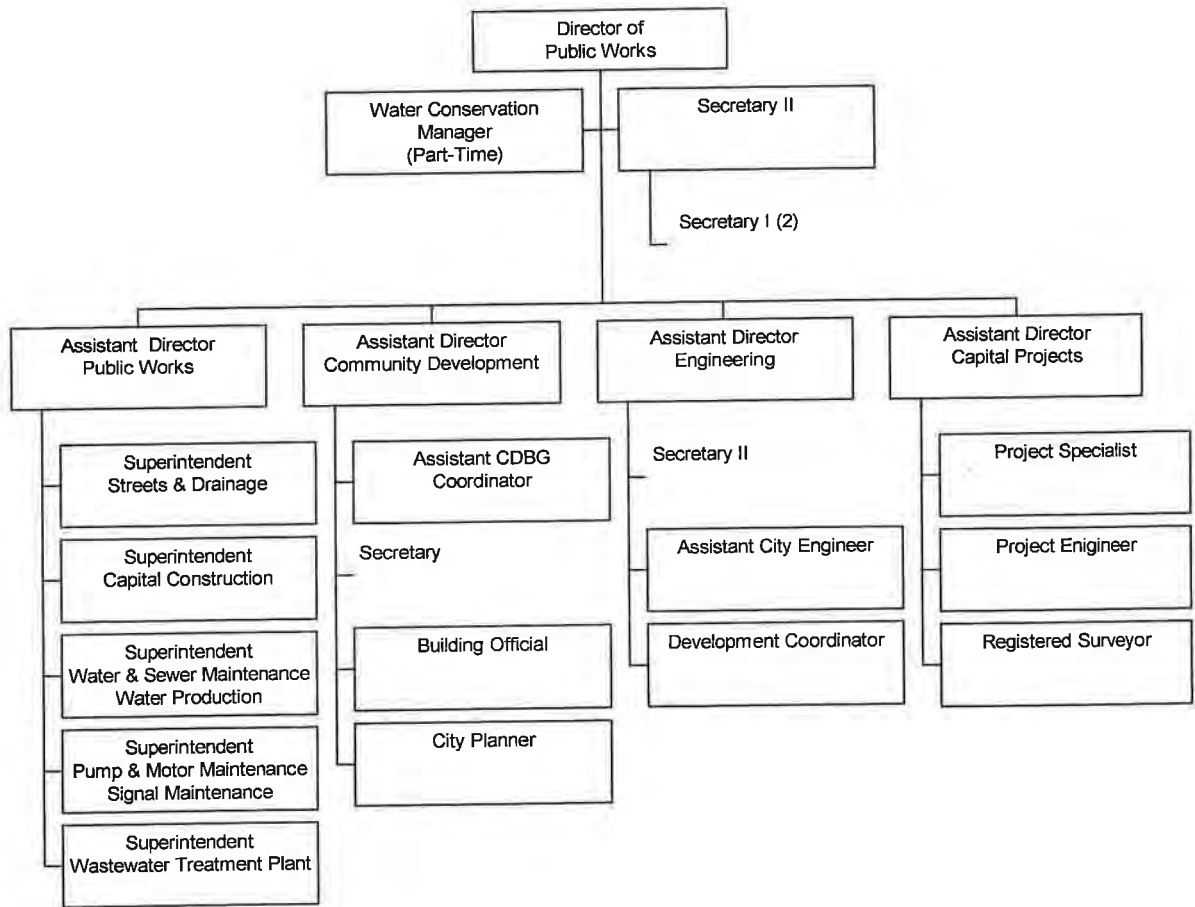 Director of
Public Works
Water Conservation
Manager
(Part-Time)
Secretary II
Secretary I (2)
Assistant Director
Public Works
Assistant Director
Community Development
Assistant Director
Engineering
Assistant Director
Capital Projects
Superintendent
Streets & Drainage
Superintendent
Capital Construction
Superintendent
Water & Sewer Maintenance
Water Production
Superintendent
Pump & Motor Maintenance
Signal Maintenance
Superintendent
Wastewater Treatment Plant
Assistant CDBG
Coordinator
Secretary
Building Official
City Planner
Secretary II
Assistant City Engineer
Development Coordinator
Project Specialist
Project Enigineer
Registered Surveyor